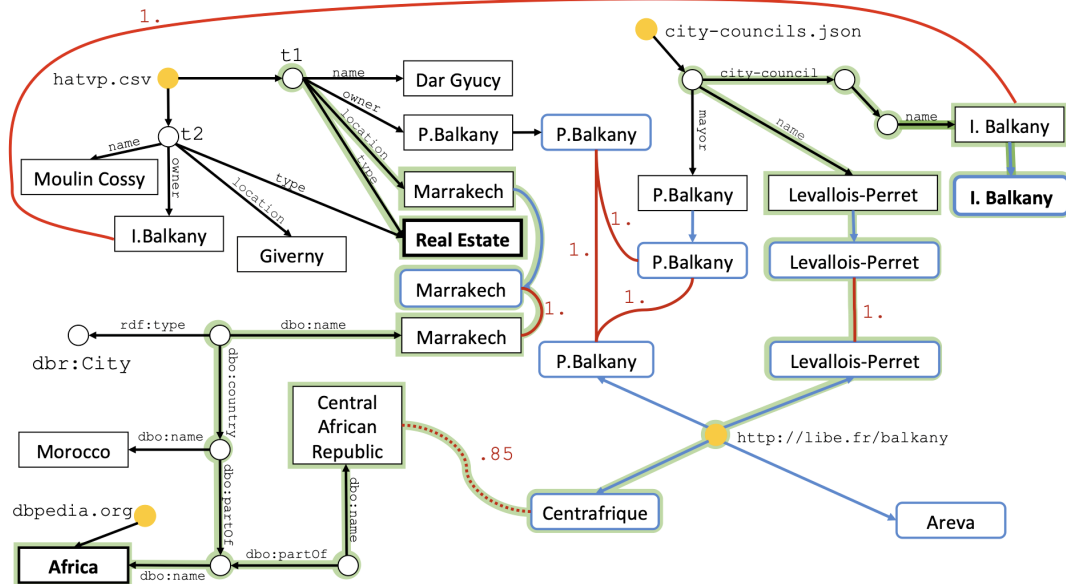 1.
city-councils.json
hatvp.csv
t1
name
Dar Gyucy
city-council
owner
P.Balkany
P.Balkany
location
type
mayor
name
name
I. Balkany
t2
name
Moulin Cossy
owner
location
type
Marrakech
P.Balkany
Levallois-Perret
I. Balkany
1.
I.Balkany
Giverny
Real Estate
1.
P.Balkany
Levallois-Perret
Marrakech
1.
1.
1.
rdf:type
dbo:name
Marrakech
dbr:City
dbo:country
P.Balkany
Levallois-Perret
Central
African
Republic
Morocco
dbo:name
.85
http://libe.fr/balkany
dbo:partOf
dbo:name
dbpedia.org
Centrafrique
Areva
Africa
dbo:name
dbo:partOf